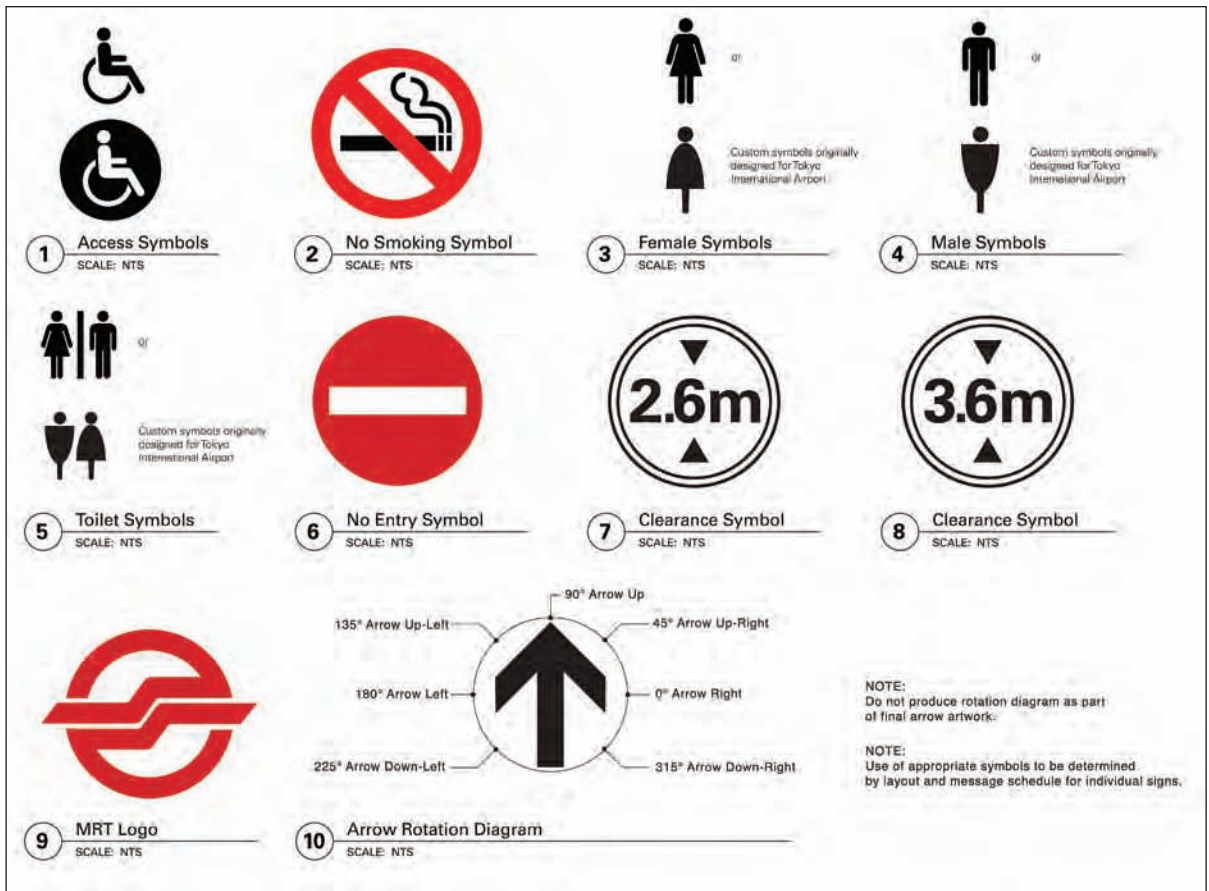 1
Access Symbols
SCALE: NTS
2
No Smoking Symbol
SCALE: NTS
or
Custom symbols originally
designed for Tokyo
International Airport
3
Female Symbols
SCALE: NTS
or
Custom symbols originally
designed for Tokyo
International Airport
4
Male Symbols
SCALE: NTS
or
Custom symbols originally
designed for Tokyo
International Airport
5
Toilet Symbols
SCALE: NTS
6
No Entry Symbol
SCALE: NTS
2.6m
7
Clearance Symbol
SCALE: NTS
3.6m
8
Clearance Symbol
SCALE: NTS
9
MRT Logo
SCALE: NTS
90° Arrow Up
135° Arrow Up-Left
45° Arrow Up-Right
180° Arrow Left
0° Arrow Right
225° Arrow Down-Left
315° Arrow Down-Right
10
Arrow Rotation Diagram
SCALE: NTS
NOTE:
Do not produce rotation diagram as part
of final arrow artwork.
NOTE:
Use of appropriate symbols to be determined
by layout and message schedule for individual signs.